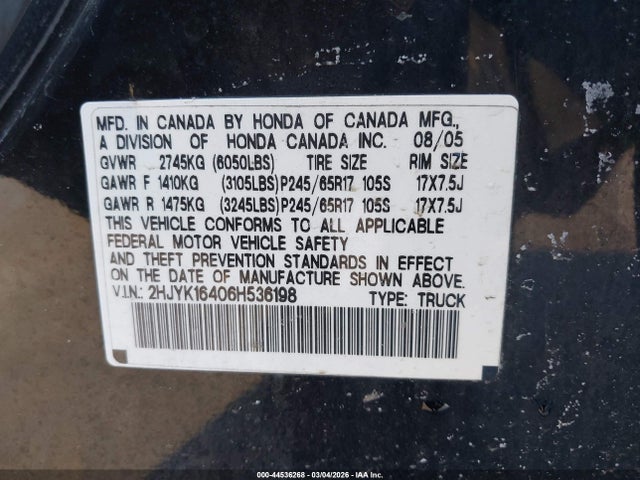 MFD. IN CANADA BY HONDA OF CANADA MFG.,
A DIVISION OF HONDA CANADA INC. 08/05
GVWR 2745KG (6050LBS) TIRE SIZE RIM SIZE
GAWR F 1410KG (3105LBS)P245/65R17 105S 17X7.5J
GAWR R 1475KG (3245LBS)P245/65R17 105S 17X7.5J
THIS VEHICLE CONFORMS TO ALL APPLICABLE
FEDERAL MOTOR VEHICLE SAFETY
AND THEFT PREVENTION STANDARDS IN EFFECT
ON THE DATE OF MANUFACTURE SHOWN ABOVE.
V.I.N.: 2HJYK16406H536198 TYPE: TRUCK
000-44536268 - 03/04/2026 - IAA Inc.